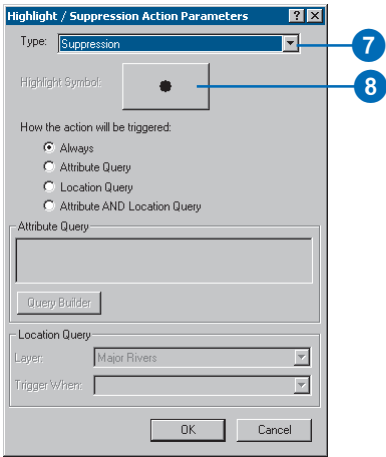 Highlight / Suppression Action Parameters ? X
Type: Suppression 7
Highlight Symbol: 8
How the action will be triggered:
Always
Attribute Query
Location Query
Attribute AND Location Query
Attribute Query
Query Builder
Location Query
Layer: Major Rivers
Trigger When:
OK Cancel